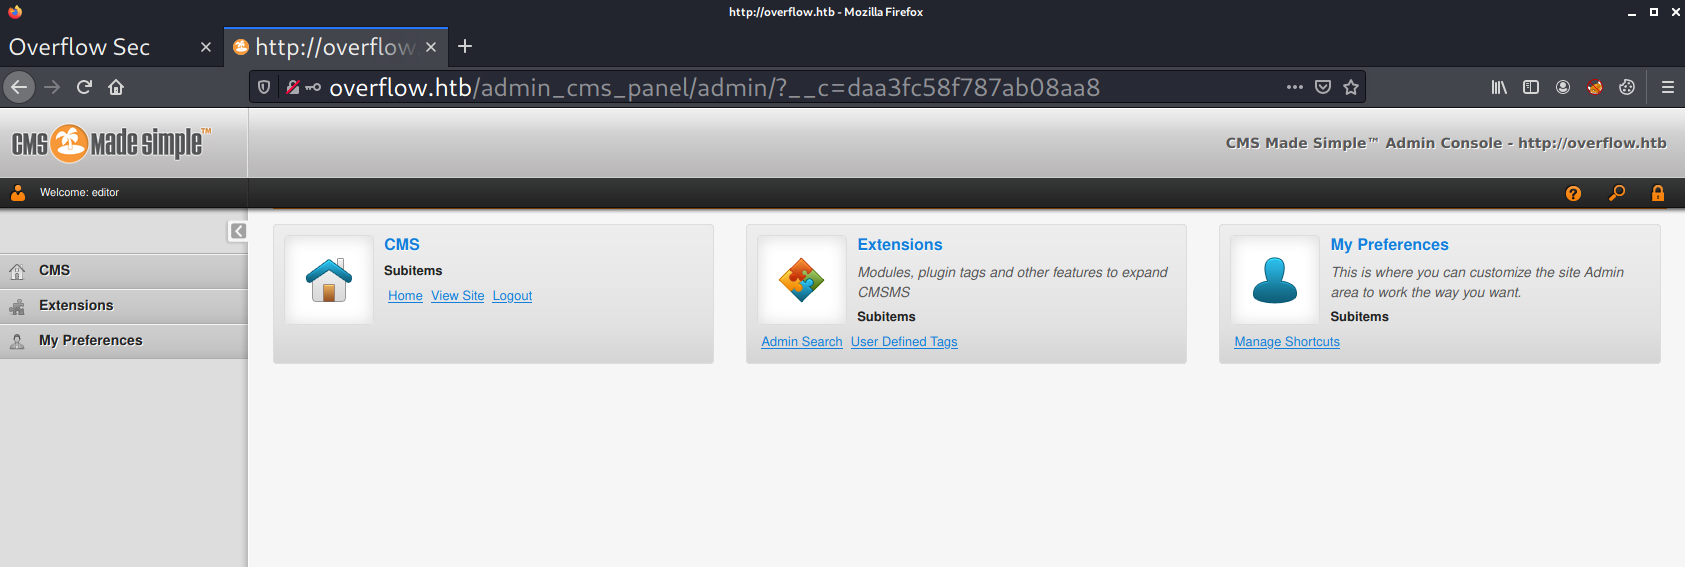 http://overflow.htb - Mozilla Firefox
Overflow Sec
http://overflow
overflow.htb/admin_cms_panel/admin/?__c=daa3fc58f787ab08aa8
CMS Made Simple™
CMS Made Simple™ Admin Console - http://overflow.htb
Welcome: editor
CMS
Extensions
My Preferences
CMS
Subitems
Home View Site Logout
Extensions
Modules, plugin tags and other features to expand
CMSMS
Subitems
Admin Search User Defined Tags
My Preferences
This is where you can customize the site Admin
area to work the way you want.
Subitems
Manage Shortcuts